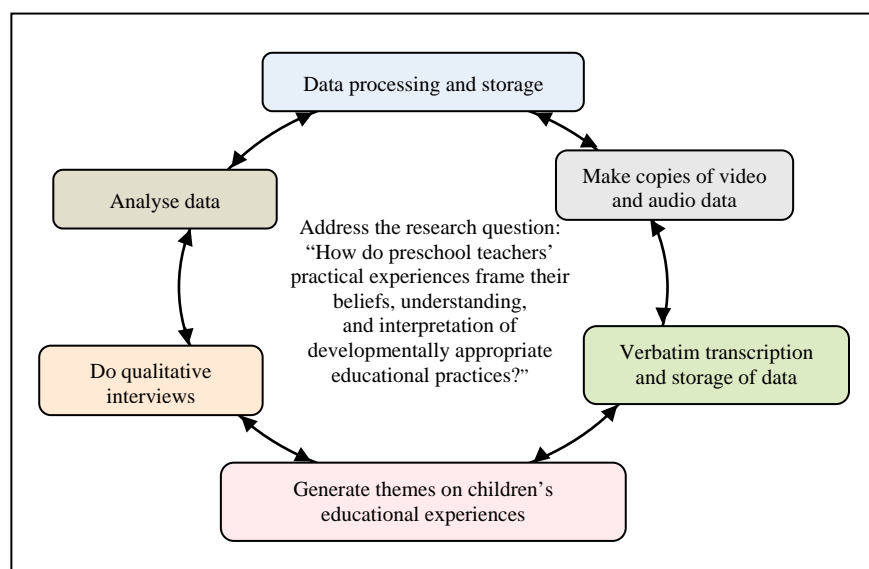 Data processing and storage
Make copies of video
and audio data
Analyse data
Address the research question:
“How do preschool teachers’
practical experiences frame their
beliefs, understanding,
and interpretation of
developmentally appropriate
educational practices?”
Verbatim transcription
and storage of data
Do qualitative
interviews
Generate themes on children’s
educational experiences